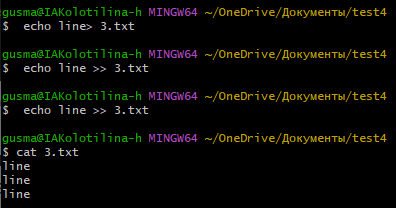 gusma@IAKolotilina-h MINGW64 ~/OneDrive/Документы/test4
$  echo line> 3.txt
gusma@IAKolotilina-h MINGW64 ~/OneDrive/Документы/test4
$  echo line >> 3.txt
gusma@IAKolotilina-h MINGW64 ~/OneDrive/Документы/test4
$  echo line >> 3.txt
gusma@IAKolotilina-h MINGW64 ~/OneDrive/Документы/test4
$ cat 3.txt
line
line
line